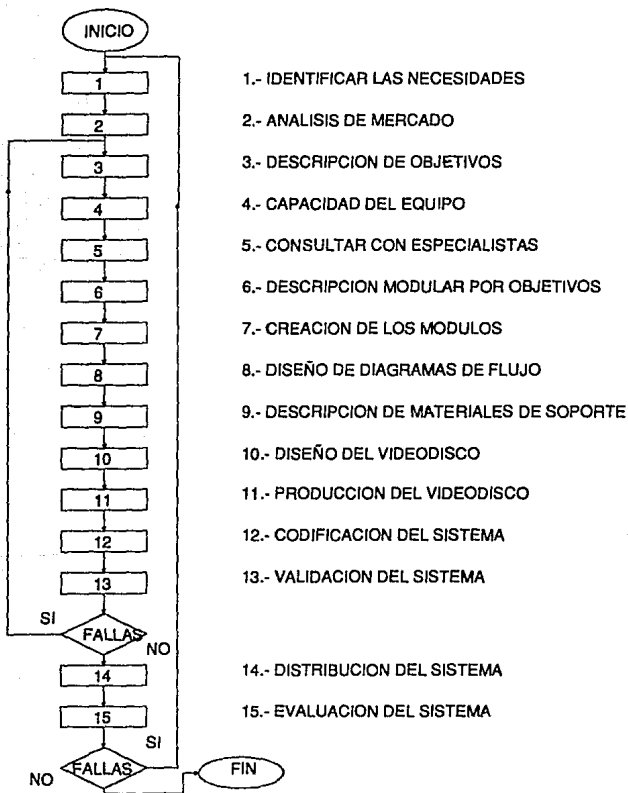 INICIO
1
1.- IDENTIFICAR LAS NECESIDADES
2
2.- ANALISIS DE MERCADO
3
3.- DESCRIPCION DE OBJETIVOS
4
4.- CAPACIDAD DEL EQUIPO
5
5.- CONSULTAR CON ESPECIALISTAS
6
6.- DESCRIPCION MODULAR POR OBJETIVOS
7
7.- CREACION DE LOS MODULOS
8
8.- DISEÑO DE DIAGRAMAS DE FLUJO
9
9.- DESCRIPCION DE MATERIALES DE SOPORTE
10
10.- DISEÑO DEL VIDEODISCO
11
11.- PRODUCCION DEL VIDEODISCO
12
12.- CODIFICACION DEL SISTEMA
13
13.- VALIDACION DEL SISTEMA
SI
FALLAS
NO
14
14.- DISTRIBUCION DEL SISTEMA
15
15.- EVALUACION DEL SISTEMA
SI
NO
FALLAS
FIN